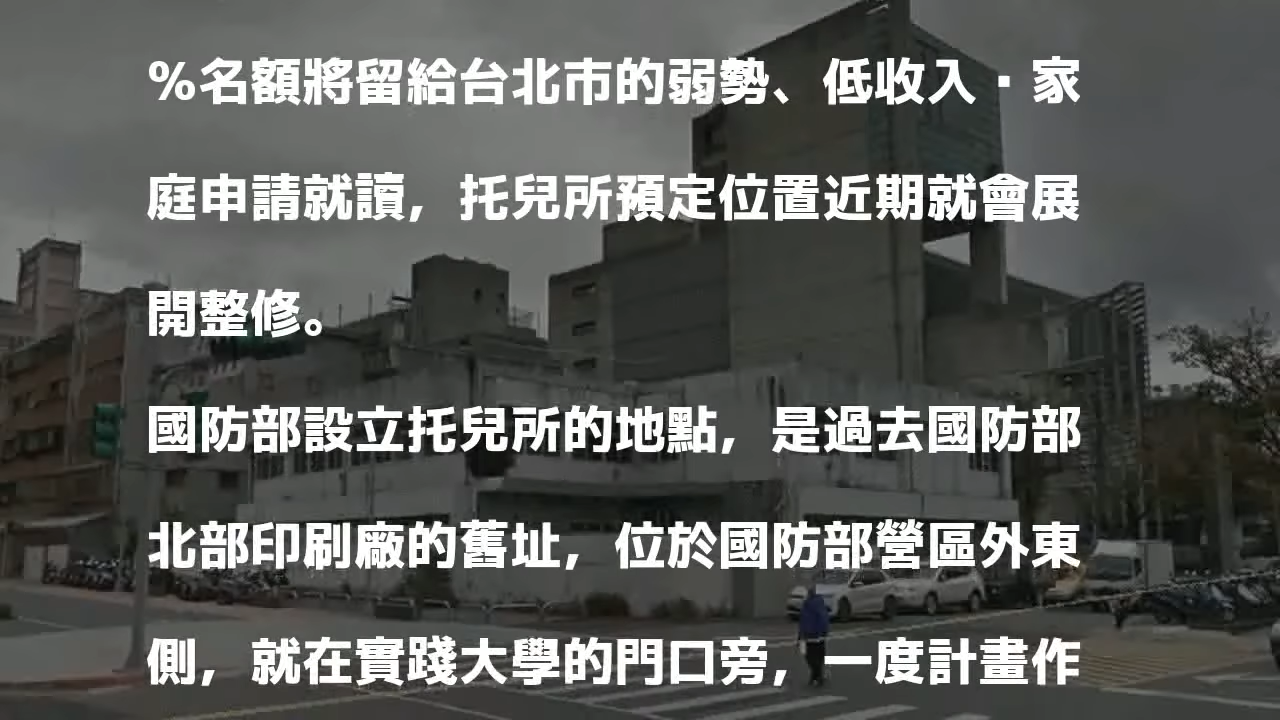 %名額將留給台北市的弱勢、低收入·家
庭申請就讀，托兒所預定位置近期就會展
開整修。
國防部設立托兒所的地點，是過去國防部
北部印刷廠的舊址，位於國防部營區外東
側，就在實踐大學的門口旁，一度計畫作